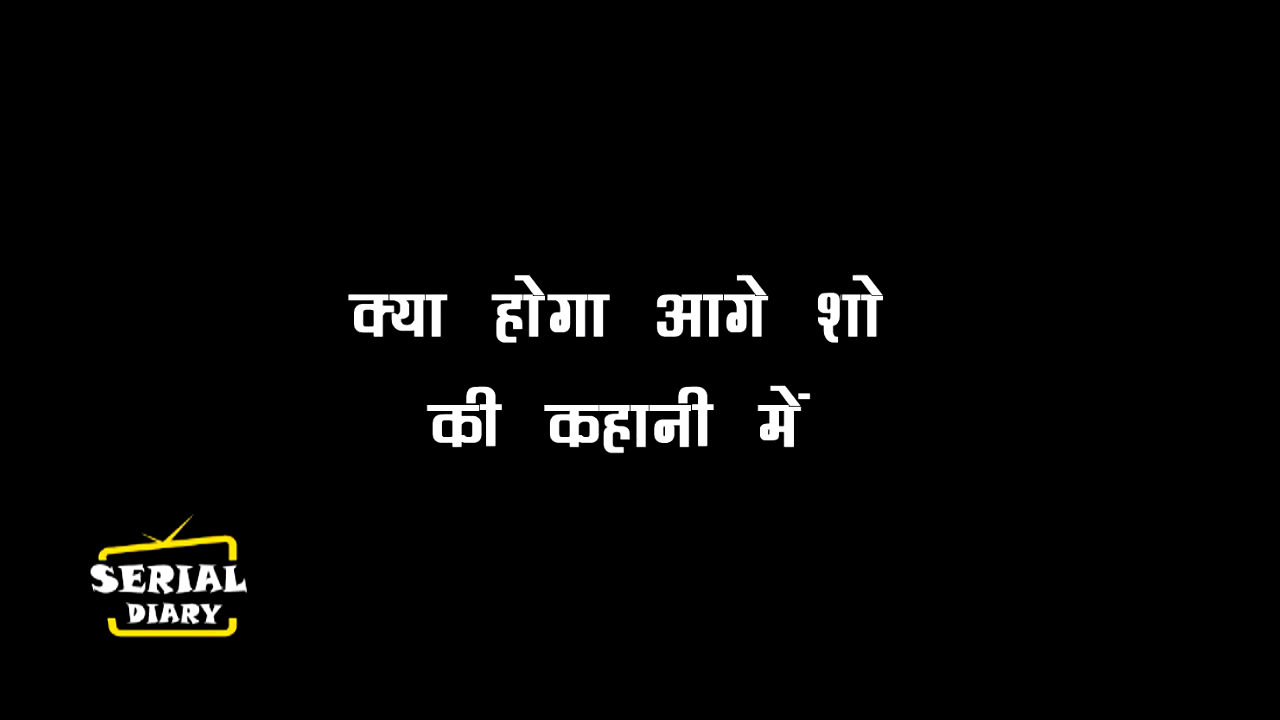 क्या होगा आगे शो
की कहानी में
SERIAL
DIARY